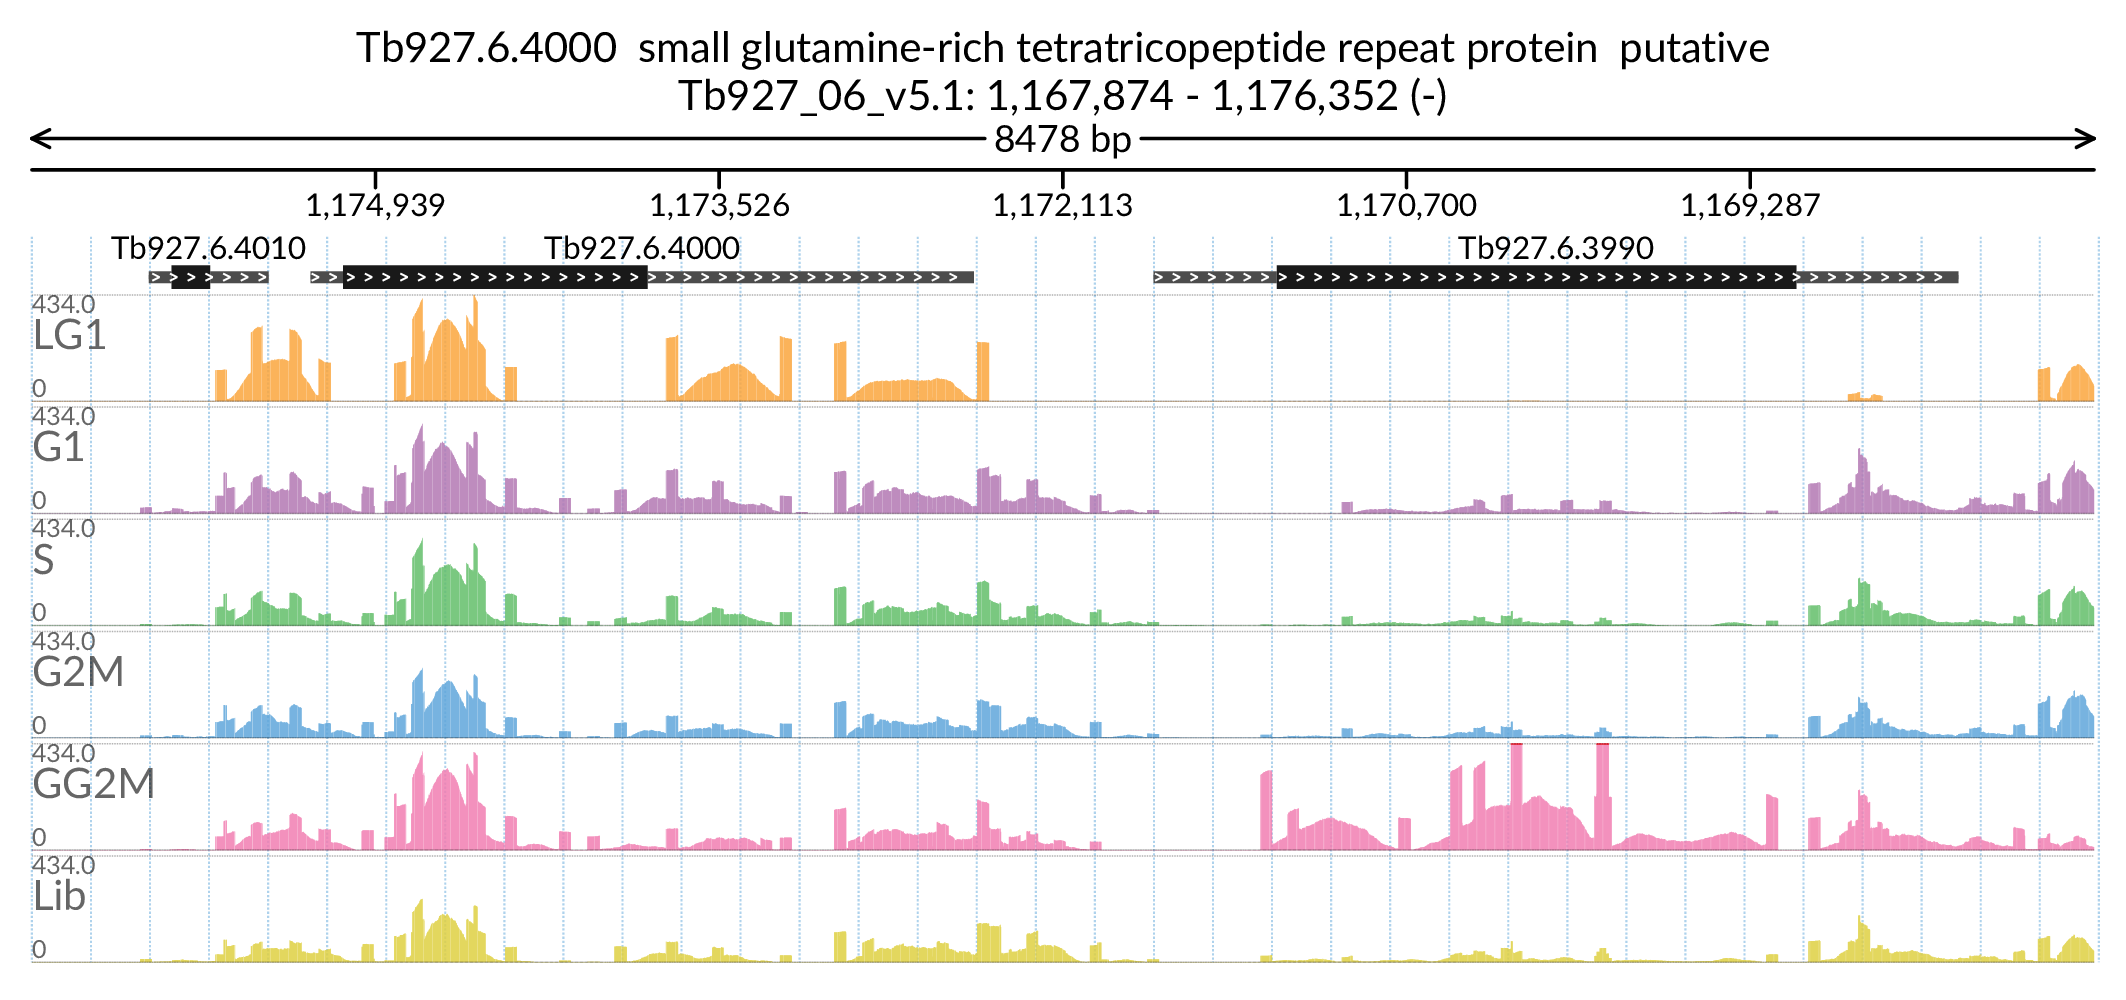 Tb927.6.4000  small glutamine-rich tetratricopeptide repeat protein  putative
Tb927_06_v5.1: 1,167,874 - 1,176,352 (-)
8478 bp
1,174,939 1,173,526 1,172,113 1,170,700 1,169,287
Tb927.6.4010 Tb927.6.4000 Tb927.6.3990
434.0
LG1
0
434.0
G1
0
434.0
S
0
434.0
G2M
0
434.0
GG2M
0
434.0
Lib
0